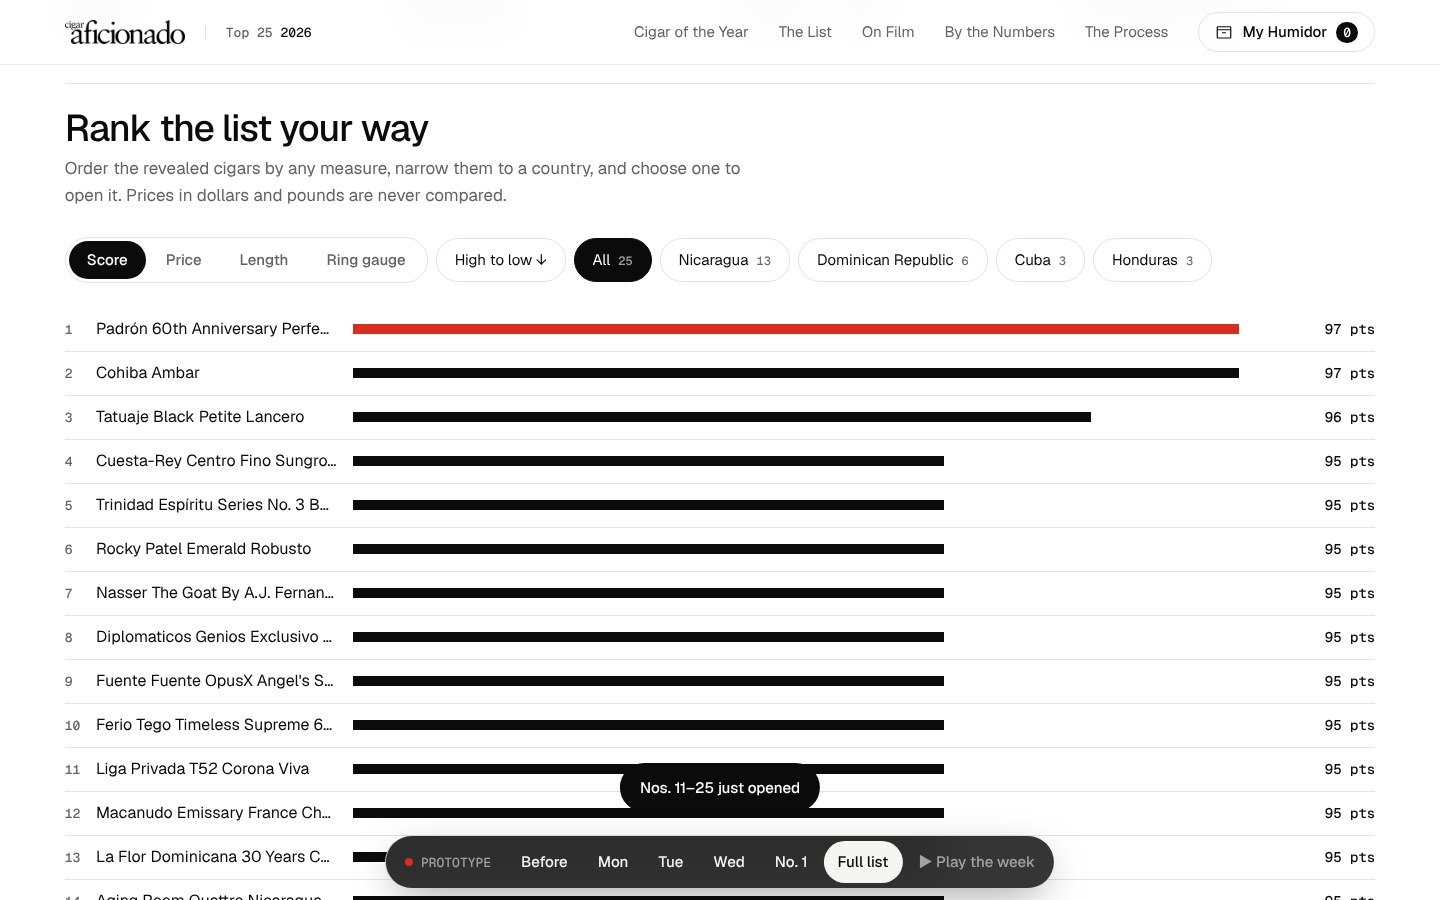 cigar aficionado
Top 25 2026
Cigar of the Year
The List
On Film
By the Numbers
The Process
My Humidor 0
Rank the list your way
Order the revealed cigars by any measure, narrow them to a country, and choose one to
open it. Prices in dollars and pounds are never compared.
Score
Price
Length
Ring gauge
High to low ↓
All 25
Nicaragua 13
Dominican Republic 6
Cuba 3
Honduras 3
1 Padrón 60th Anniversary Perfe... 97 pts
2 Cohiba Ambar 97 pts
3 Tatuaje Black Petite Lancero 96 pts
4 Cuesta-Rey Centro Fino Sungro... 95 pts
5 Trinidad Espíritu Series No. 3 B... 95 pts
6 Rocky Patel Emerald Robusto 95 pts
7 Nasser The Goat By A.J. Fernan... 95 pts
8 Diplomaticos Genios Exclusivo ... 95 pts
9 Fuente Fuente OpusX Angel's S... 95 pts
10 Ferio Tego Timeless Supreme 6... 95 pts
11 Liga Privada T52 Corona Viva 95 pts
Nos. 11–25 just opened
12 Macanudo Emissary France Ch... 95 pts
13 La Flor Dominicana 30 Years C... 95 pts
PROTOTYPE
Before
Mon
Tue
Wed
No. 1
Full list
▶ Play the week